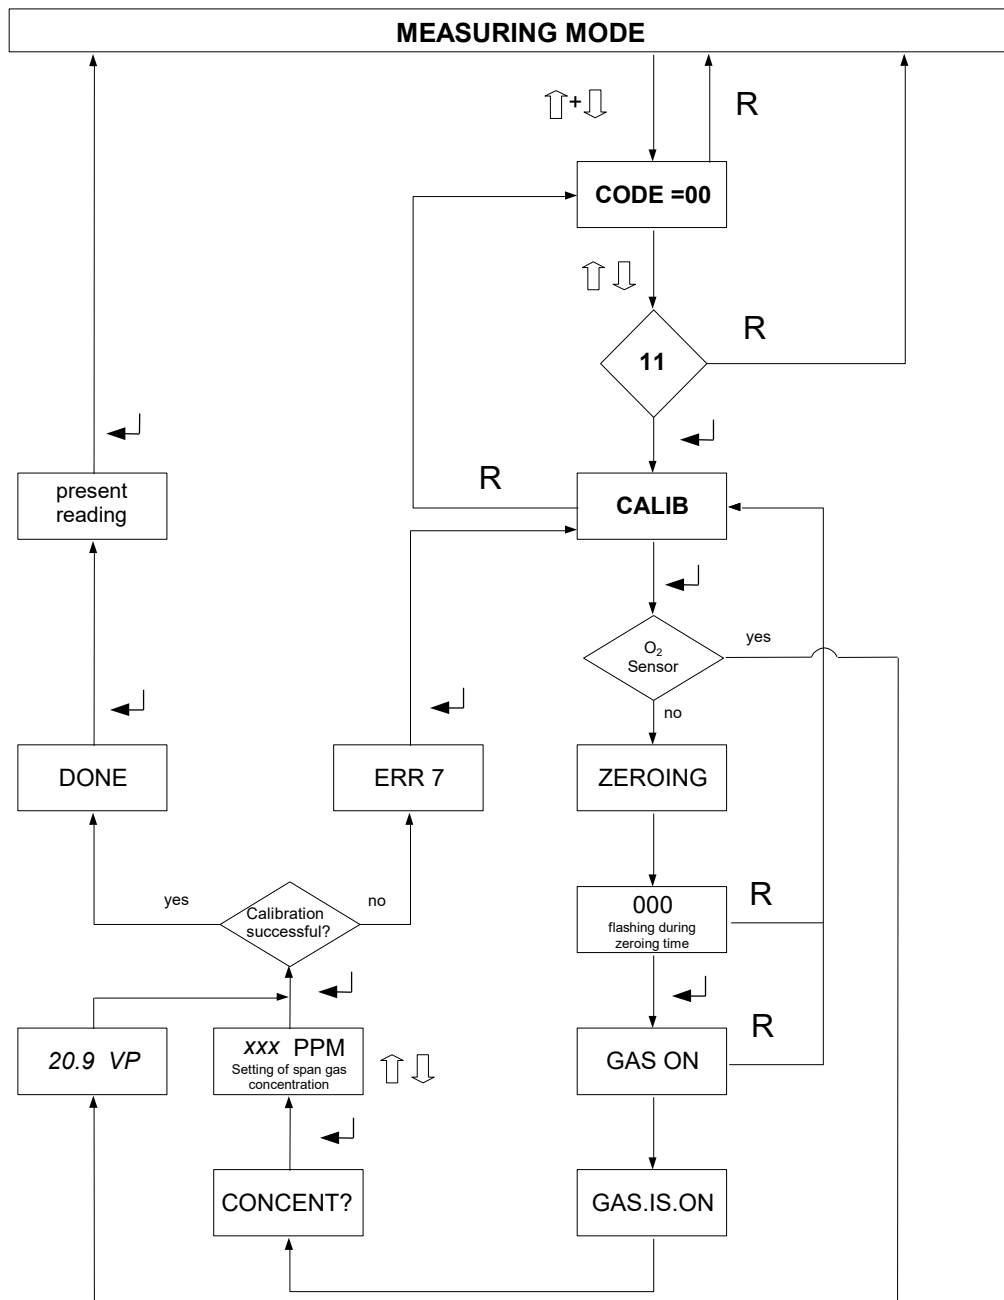 MEASURING MODE
+
R
CODE =00
R
11
R
CALIB
present
reading
yes
O₂
Sensor
no
DONE
ERR 7
ZEROING
yes
no
Calibration
successful?
000
flashing during
zeroing time
R
20.9 VP
xxx PPM
Setting of span gas
concentration
GAS ON
R
CONCENT?
GAS.IS.ON